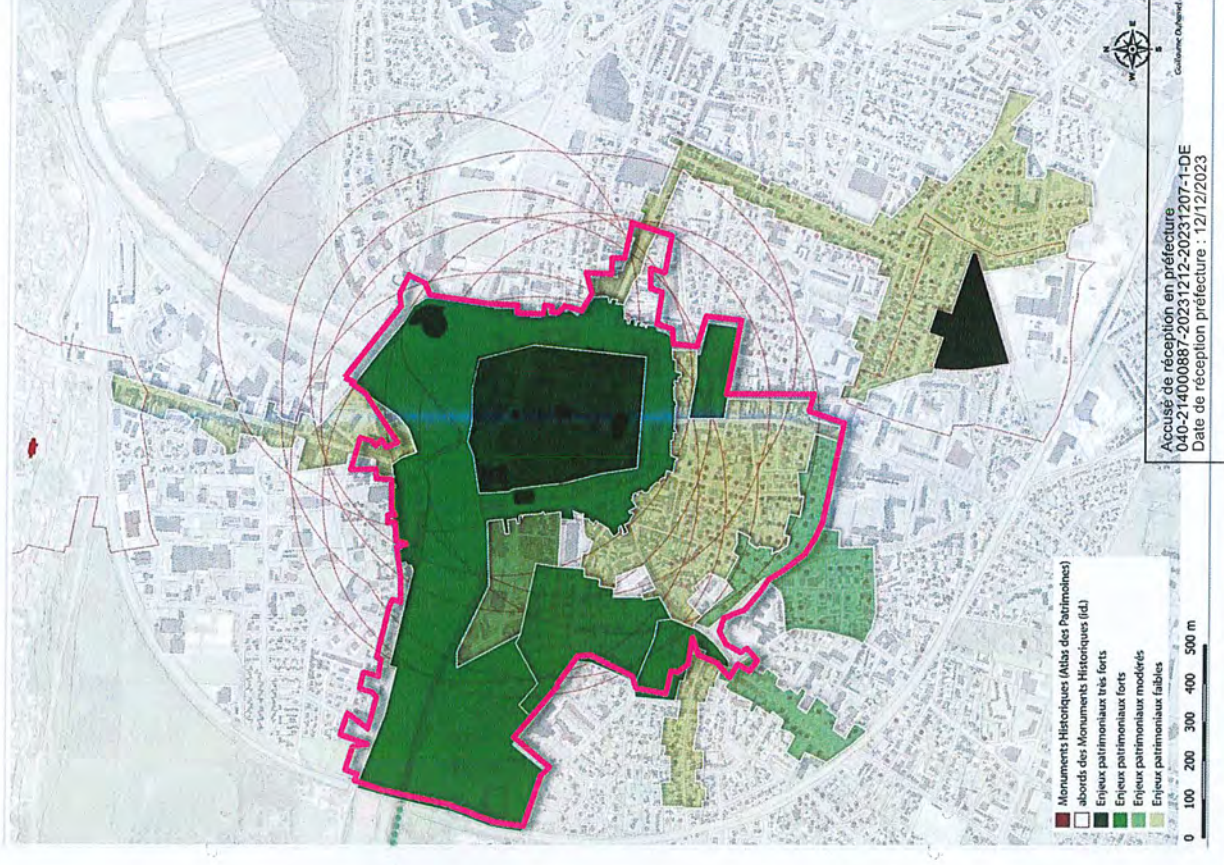 N
W
E
S
Guillaume Duhamel
Accusé de réception en préfecture
040-214000887-20231212-20231207-1-DE
Date de réception préfecture : 12/12/2023
Monuments Historiques (Atlas des Patrimoines)
abords des Monuments Historiques (id.)
Enjeux patrimoniaux très forts
Enjeux patrimoniaux forts
Enjeux patrimoniaux modérés
Enjeux patrimoniaux faibles
0 100 200 300 400 500 m